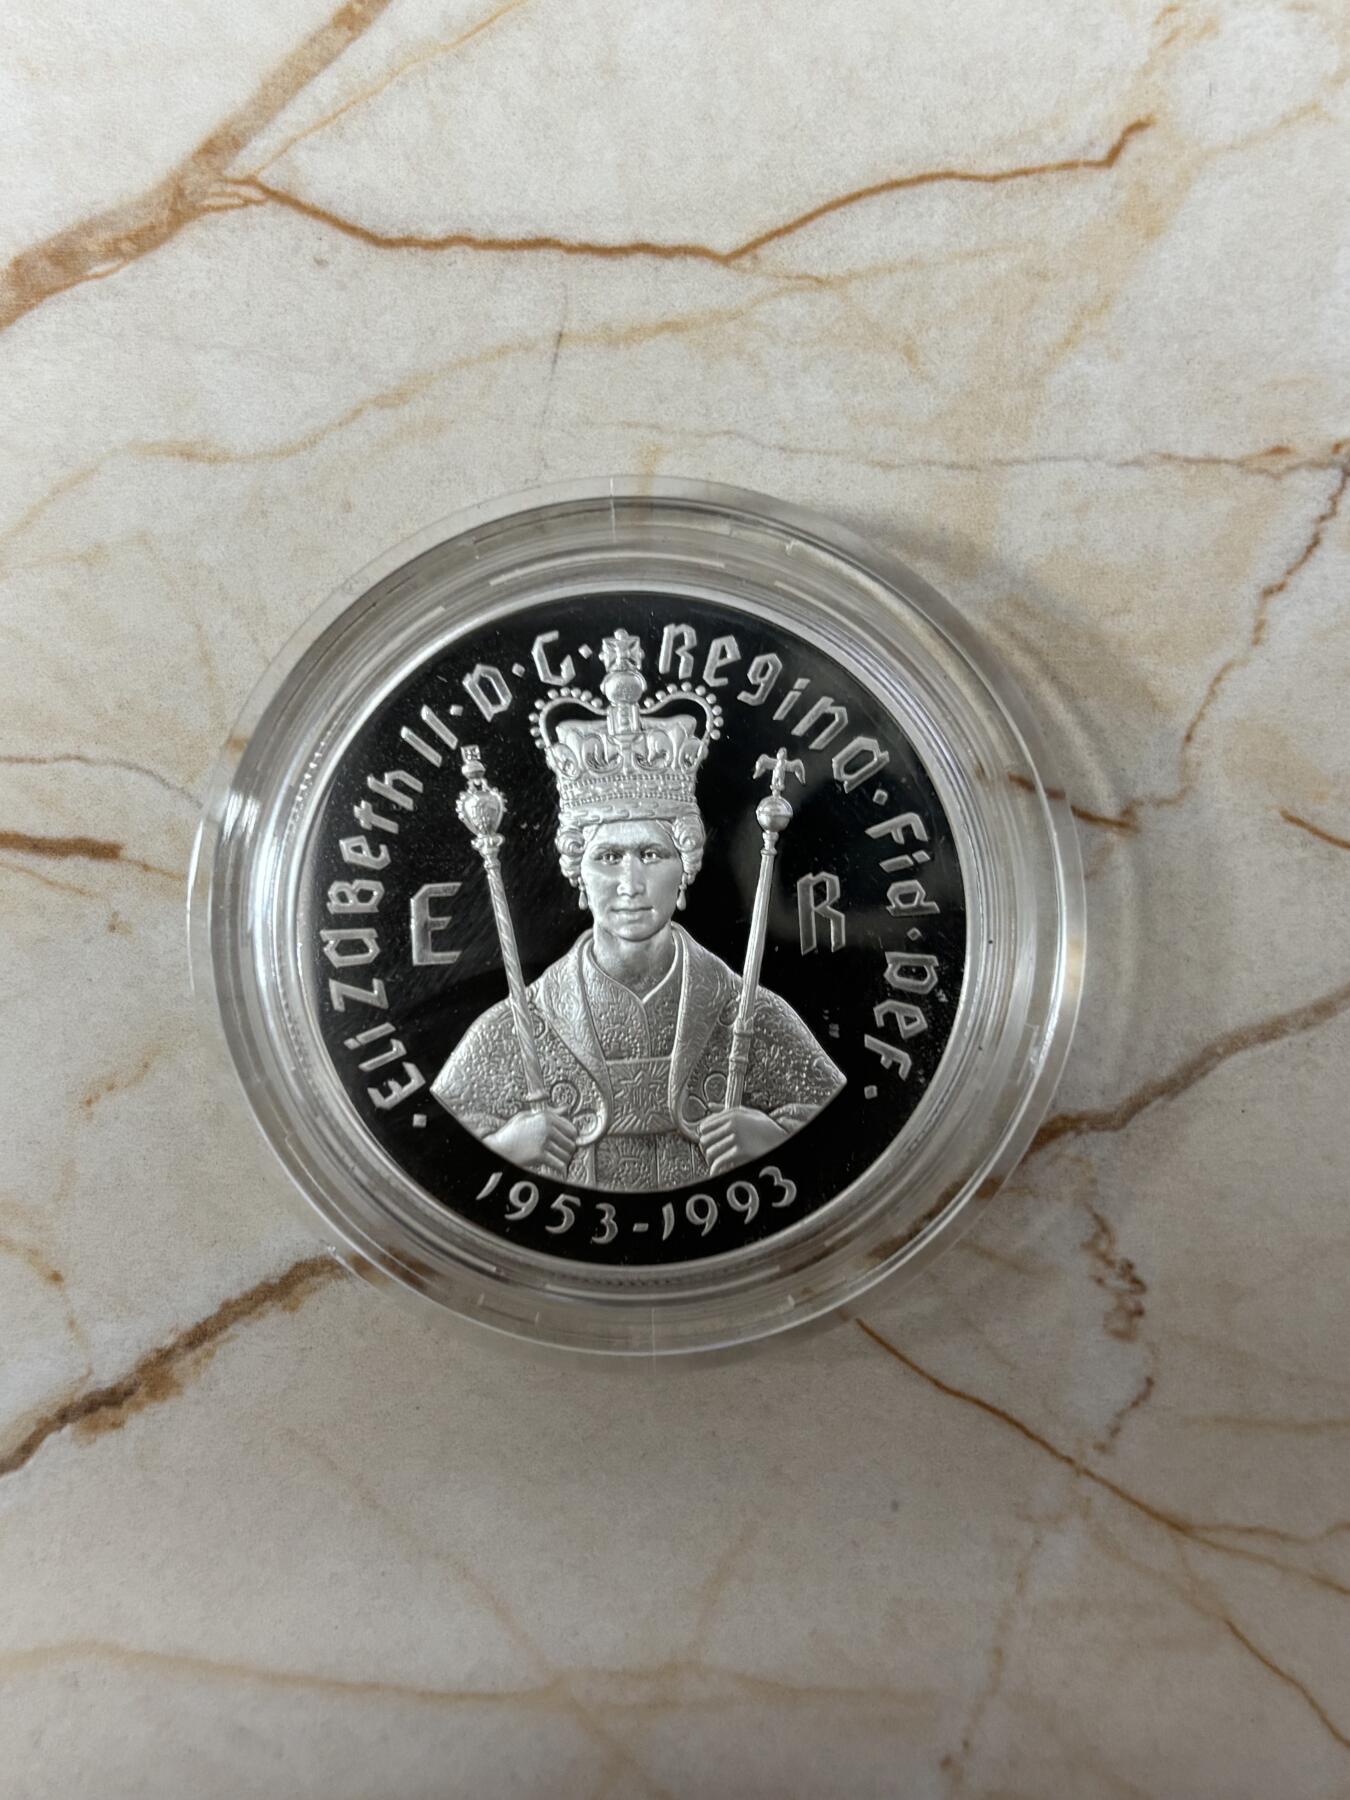 · Elizabeth II · D · G · Regina · Fid · Def ·
E R
1953-1993